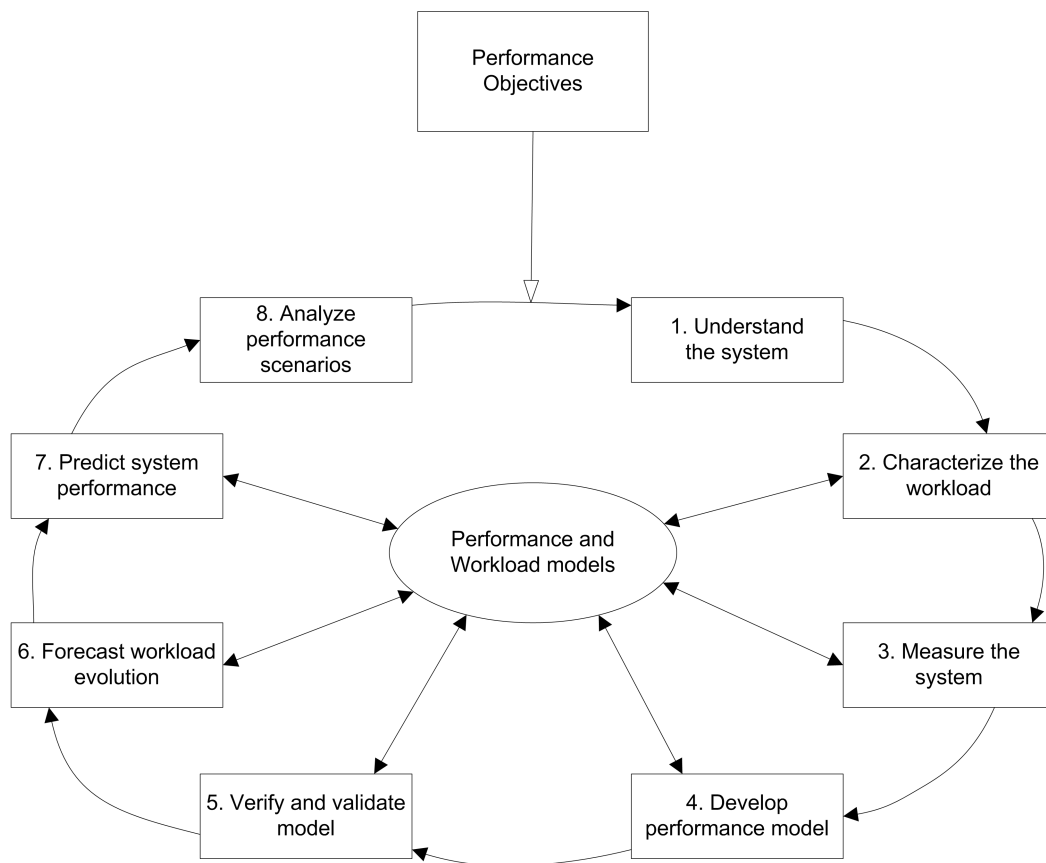 Performance
Objectives
8. Analyze
performance
scenarios
1. Understand
the system
7. Predict system
performance
2. Characterize the
workload
Performance and
Workload models
6. Forecast workload
evolution
3. Measure the
system
5. Verify and validate
model
4. Develop
performance model